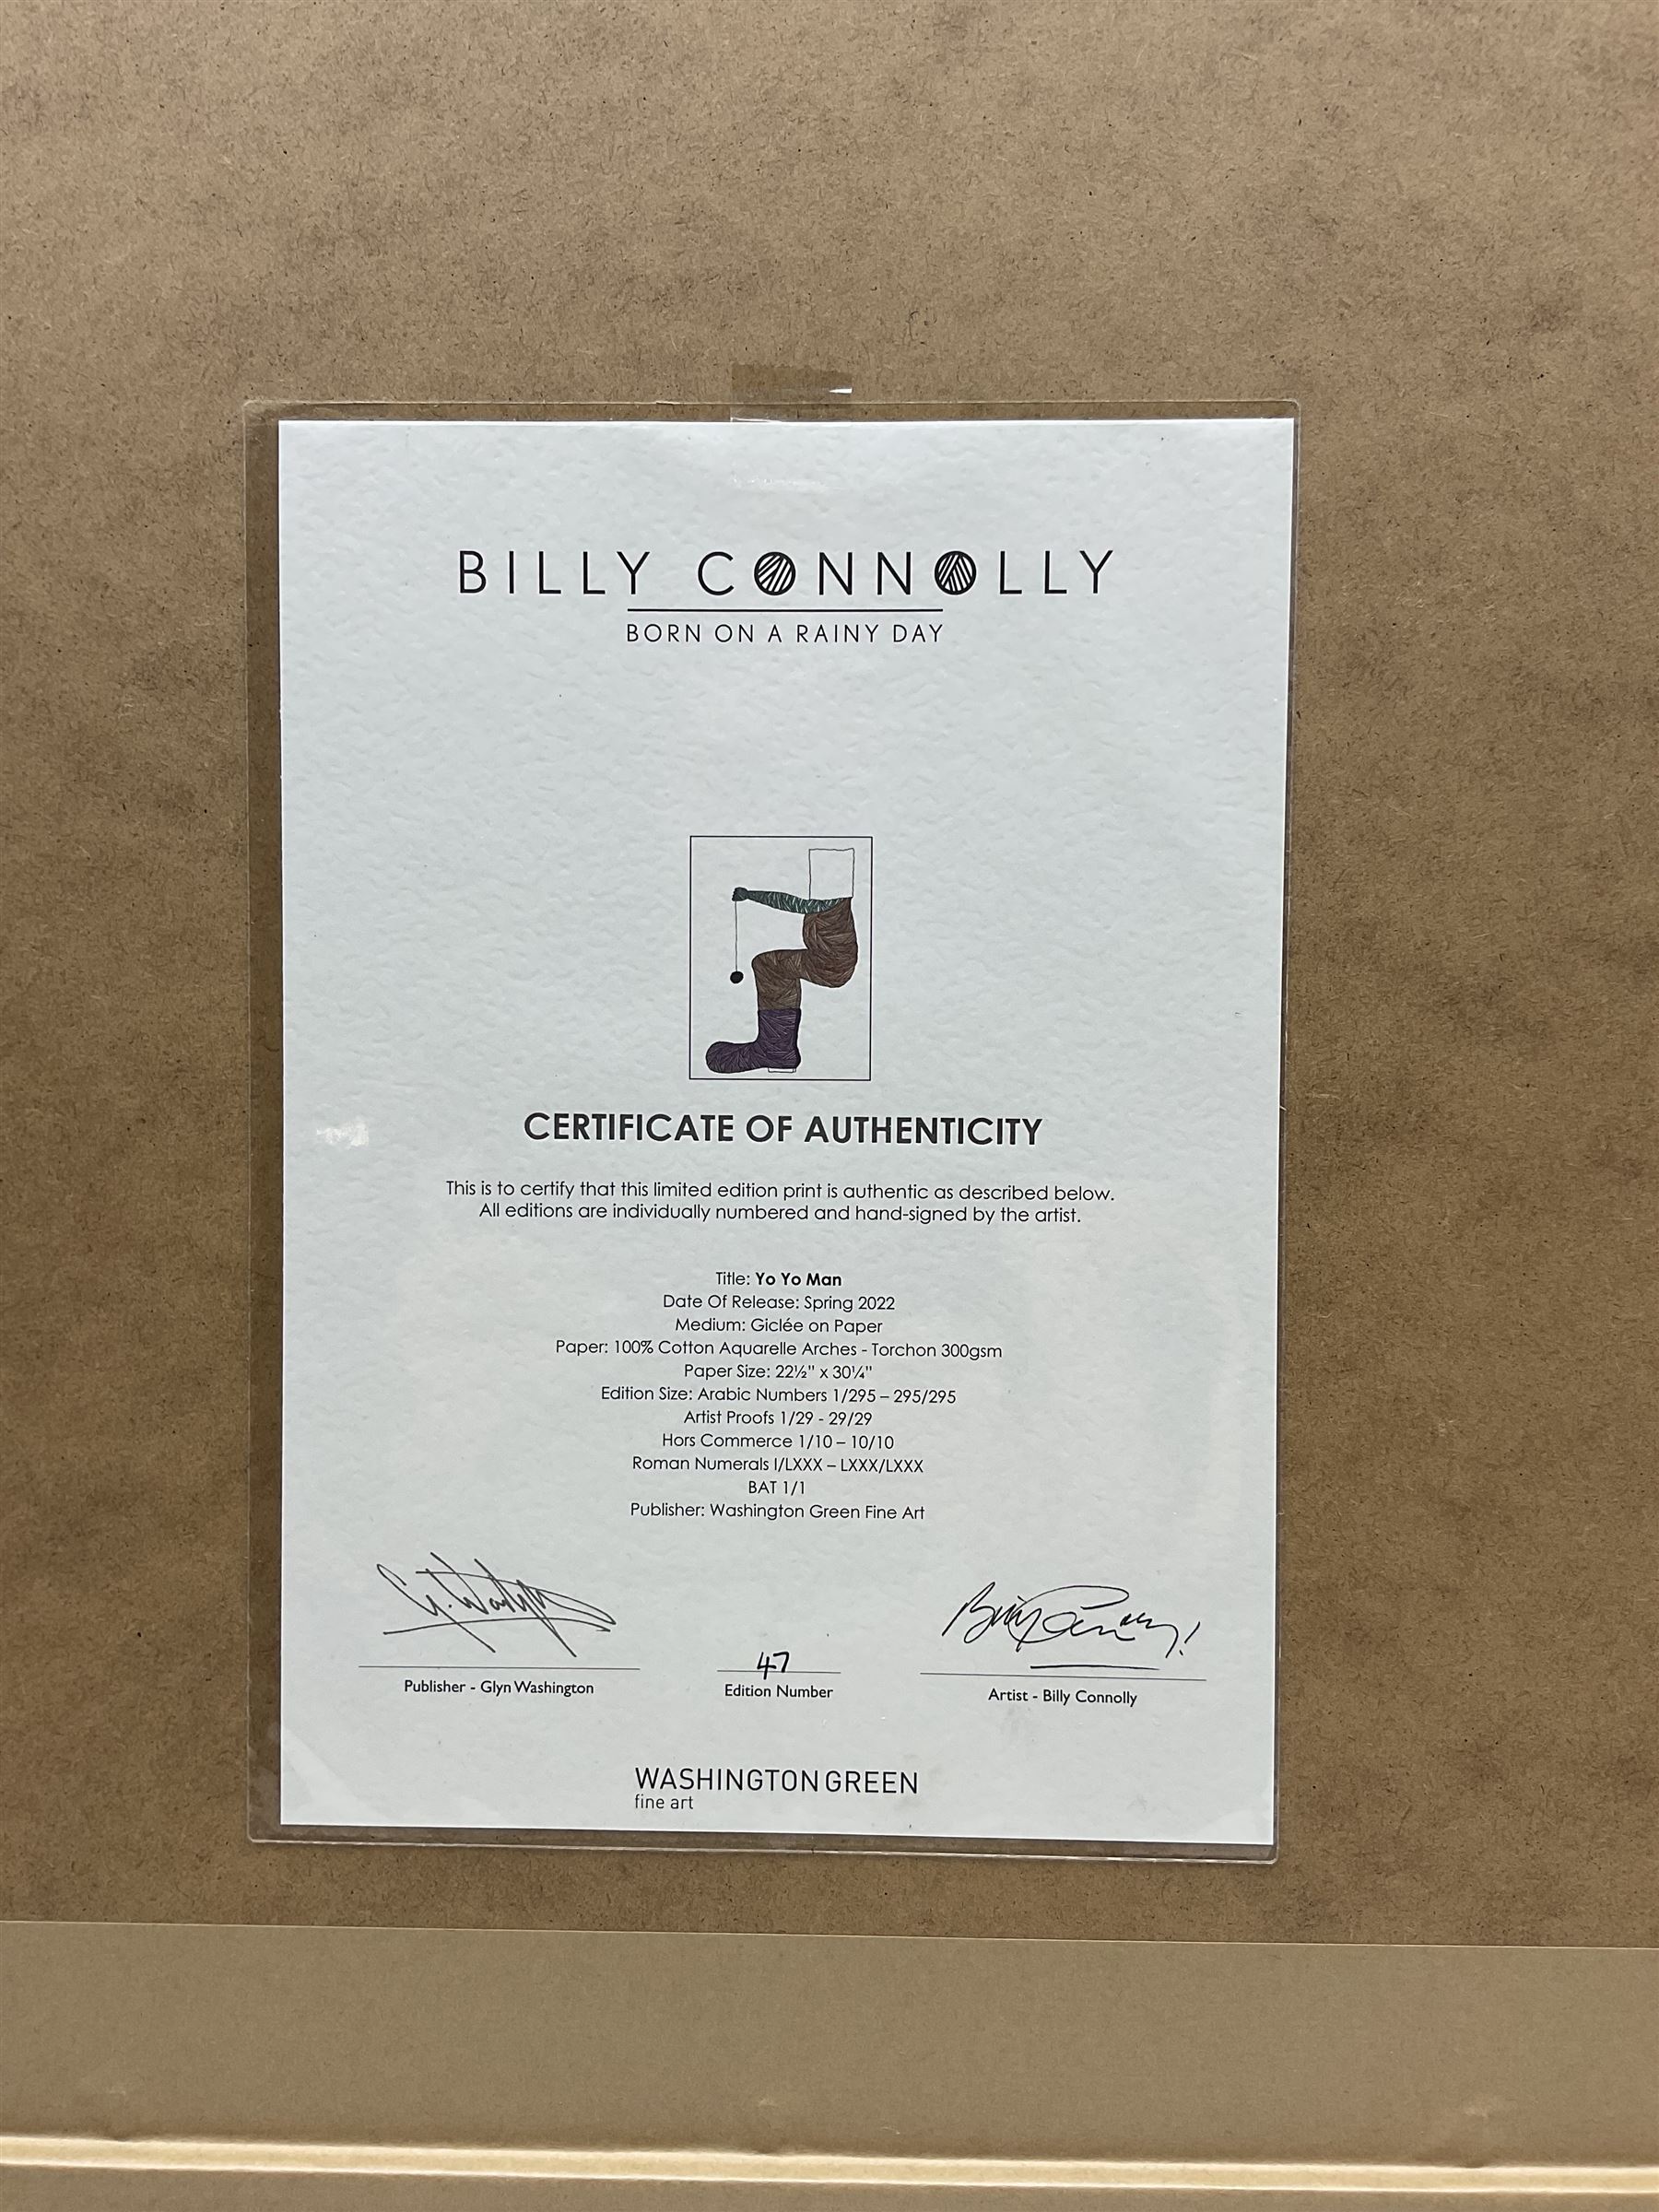 BILLY CONNOLLY
BORN ON A RAINY DAY
CERTIFICATE OF AUTHENTICITY
This is to certify that this limited edition print is authentic as described below.
All editions are individually numbered and hand-signed by the artist.
Title: Yo Yo Man
Date Of Release: Spring 2022
Medium: Giclée on Paper
Paper: 100% Cotton Aquarelle Arches - Torchon 300gsm
Paper Size: 22½" x 30¼"
Edition Size: Arabic Numbers 1/295 – 295/295
Artist Proofs 1/29 - 29/29
Hors Commerce 1/10 – 10/10
Roman Numerals I/LXXX – LXXX/LXXX
BAT 1/1
Publisher: Washington Green Fine Art
G. Washington
Billy Connolly!
47
Publisher - Glyn Washington
Edition Number
Artist - Billy Connolly
WASHINGTON GREEN
fine art